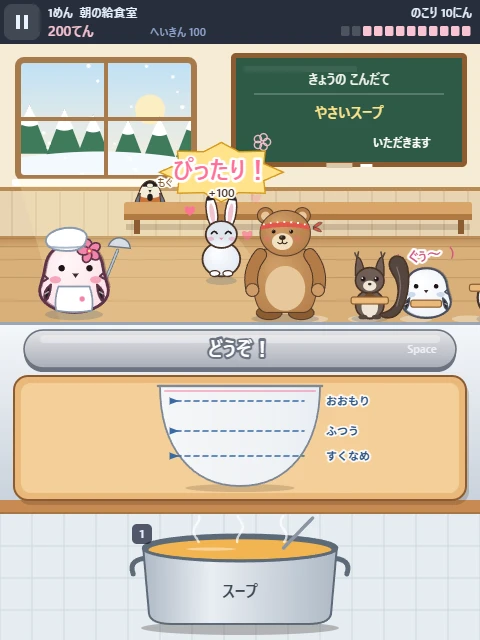 1めん 朝の給食室
200てん
へいきん 100
のこり 10にん
きょうの こんだて
やさいスープ
いただきます
もぐ
ぴったり！
+100
ぐぅ〜
どうぞ！
Space
おおもり
ふつう
すくなめ
1
スープ